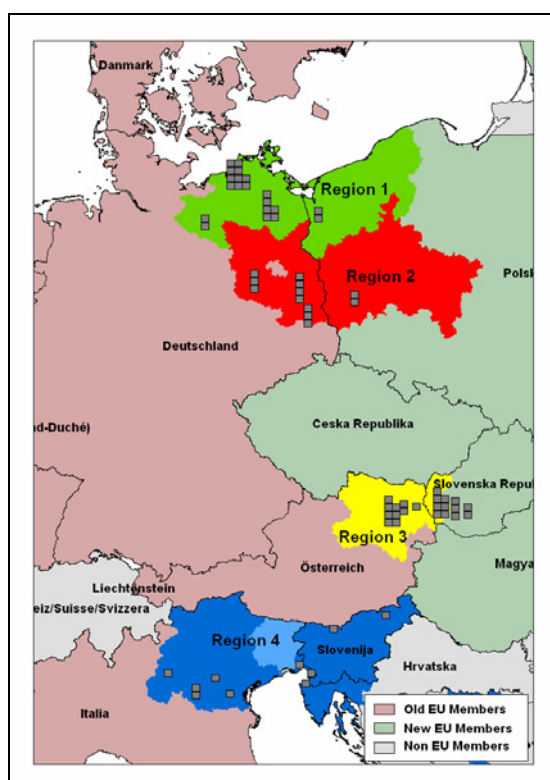 Danmark
Region 1
Region 2
Polsk
Deutschland
Ceska Republika
nd-Duché)
Slovenska Repul
Region 3
Österreich
Magya
Liechtenstein
eiz/Suisse/Svizzera
Region 4
Slovenija
Hrvatska
Italia
Old EU Members
New EU Members
Non EU Members